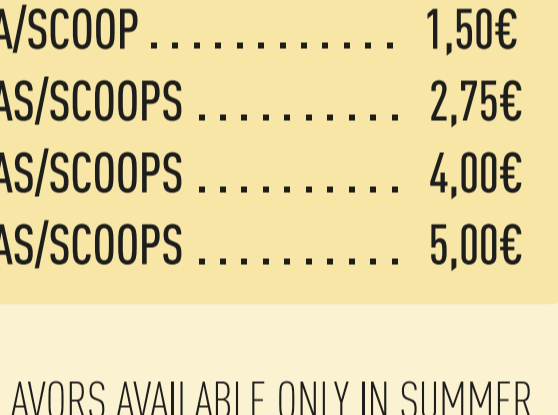 A/SCOOP . . . . . . . . . . . . 1,50€
AS/SCOOPS . . . . . . . . . . 2,75€
AS/SCOOPS . . . . . . . . . . 4,00€
AS/SCOOPS . . . . . . . . . . 5,00€
AVORS AVAILABLE ONLY IN SUMMER